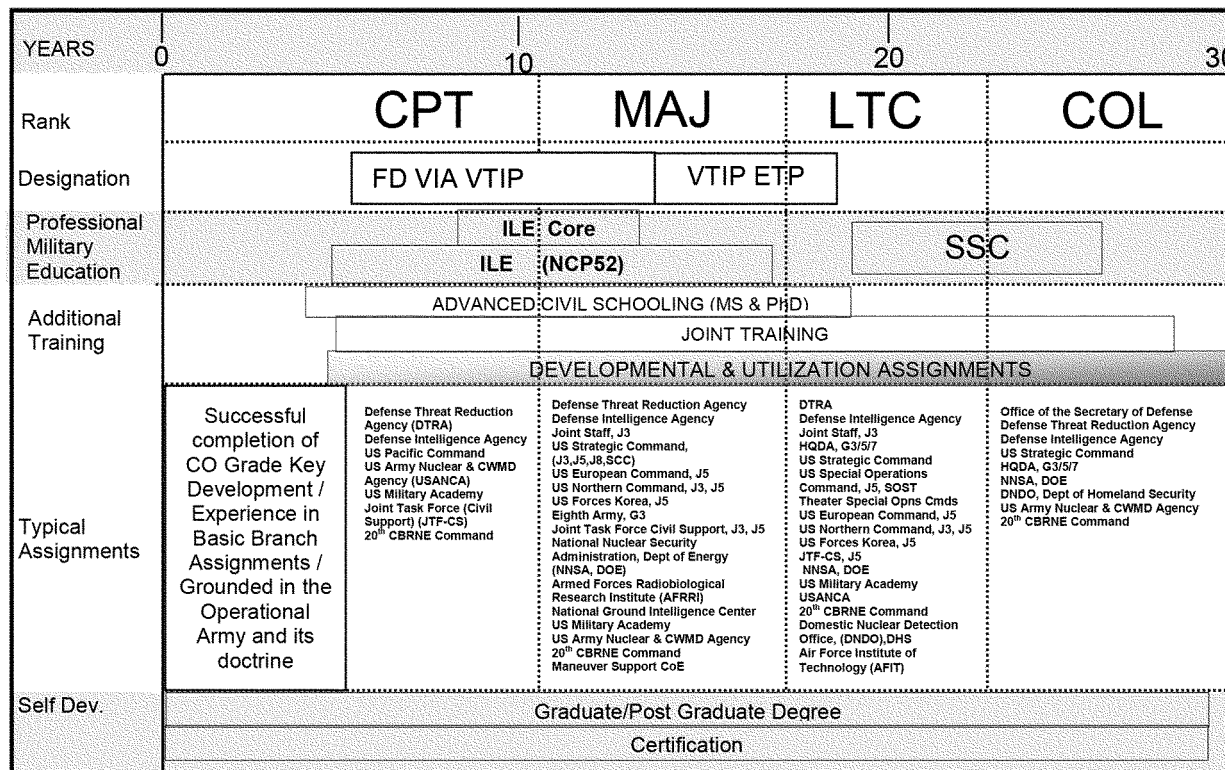 YEARS
0
10
20
30
Rank
CPT
MAJ
LTC
COL
Designation
FD VIA VTIP
VTIP ETP
Professional
Military
Education
ILE Core
ILE (NCP52)
SSC
Additional
Training
ADVANCED CIVIL SCHOOLING (MS & PhD)
JOINT TRAINING
DEVELOPMENTAL & UTILIZATION ASSIGNMENTS
Typical
Assignments
Successful
completion of
CO Grade Key
Development /
Experience in
Basic Branch
Assignments /
Grounded in the
Operational
Army and its
doctrine
Defense Threat Reduction
Agency (DTRA)
Defense Intelligence Agency
US Pacific Command
US Army Nuclear & CWMD
Agency (USANCA)
US Military Academy
Joint Task Force (Civil
Support) (JTF-CS)
20th CBRNE Command
Defense Threat Reduction Agency
Defense Intelligence Agency
Joint Staff, J3
US Strategic Command,
(J3,J5,J8,SCC)
US European Command, J5
US Northern Command, J3, J5
US Forces Korea, J5
Eighth Army, G3
Joint Task Force Civil Support, J3, J5
National Nuclear Security
Administration, Dept of Energy
(NNSA, DOE)
Armed Forces Radiobiological
Research Institute (AFRRI)
National Ground Intelligence Center
US Military Academy
US Army Nuclear & CWMD Agency
20th CBRNE Command
Maneuver Support CoE
DTRA
Defense Intelligence Agency
Joint Staff, J3
HQDA, G3/5/7
US Strategic Command
US Special Operations
Command, J5, SOST
Theater Special Opns Cmds
US European Command, J5
US Northern Command, J3, J5
US Forces Korea, J5
JTF-CS, J5
NNSA, DOE
US Military Academy
USANCA
20th CBRNE Command
Domestic Nuclear Detection
Office, (DNDO),DHS
Air Force Institute of
Technology (AFIT)
Office of the Secretary of Defense
Defense Threat Reduction Agency
Defense Intelligence Agency
US Strategic Command
HQDA, G3/5/7
NNSA, DOE
DNDO, Dept of Homeland Security
US Army Nuclear & CWMD Agency
20th CBRNE Command
Self Dev.
Graduate/Post Graduate Degree
Certification